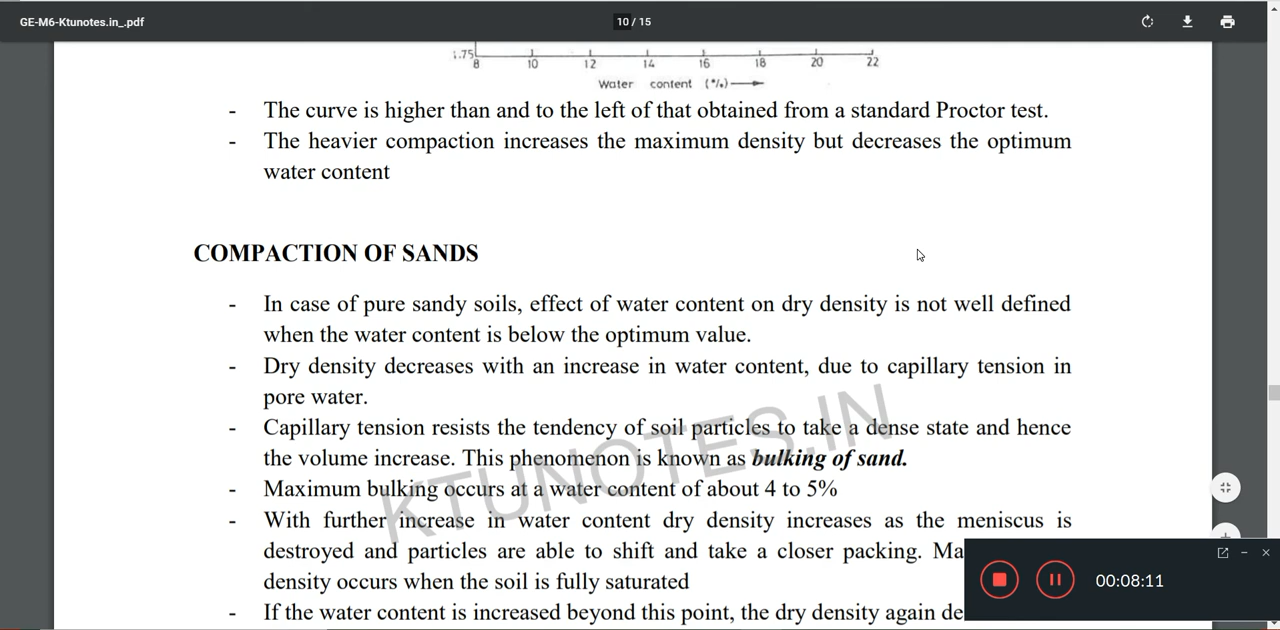 GE-M6-Ktunotes.in_.pdf
10 / 15
1.75
8 10 12 14 16 18 20 22
Water content (%)
- The curve is higher than and to the left of that obtained from a standard Proctor test.
- The heavier compaction increases the maximum density but decreases the optimum
water content
COMPACTION OF SANDS
- In case of pure sandy soils, effect of water content on dry density is not well defined
when the water content is below the optimum value.
- Dry density decreases with an increase in water content, due to capillary tension in
pore water.
- Capillary tension resists the tendency of soil particles to take a dense state and hence
the volume increase. This phenomenon is known as bulking of sand.
- Maximum bulking occurs at a water content of about 4 to 5%
- With further increase in water content dry density increases as the meniscus is
destroyed and particles are able to shift and take a closer packing. Ma
density occurs when the soil is fully saturated
- If the water content is increased beyond this point, the dry density again de
KTUNOTES.IN
00:08:11